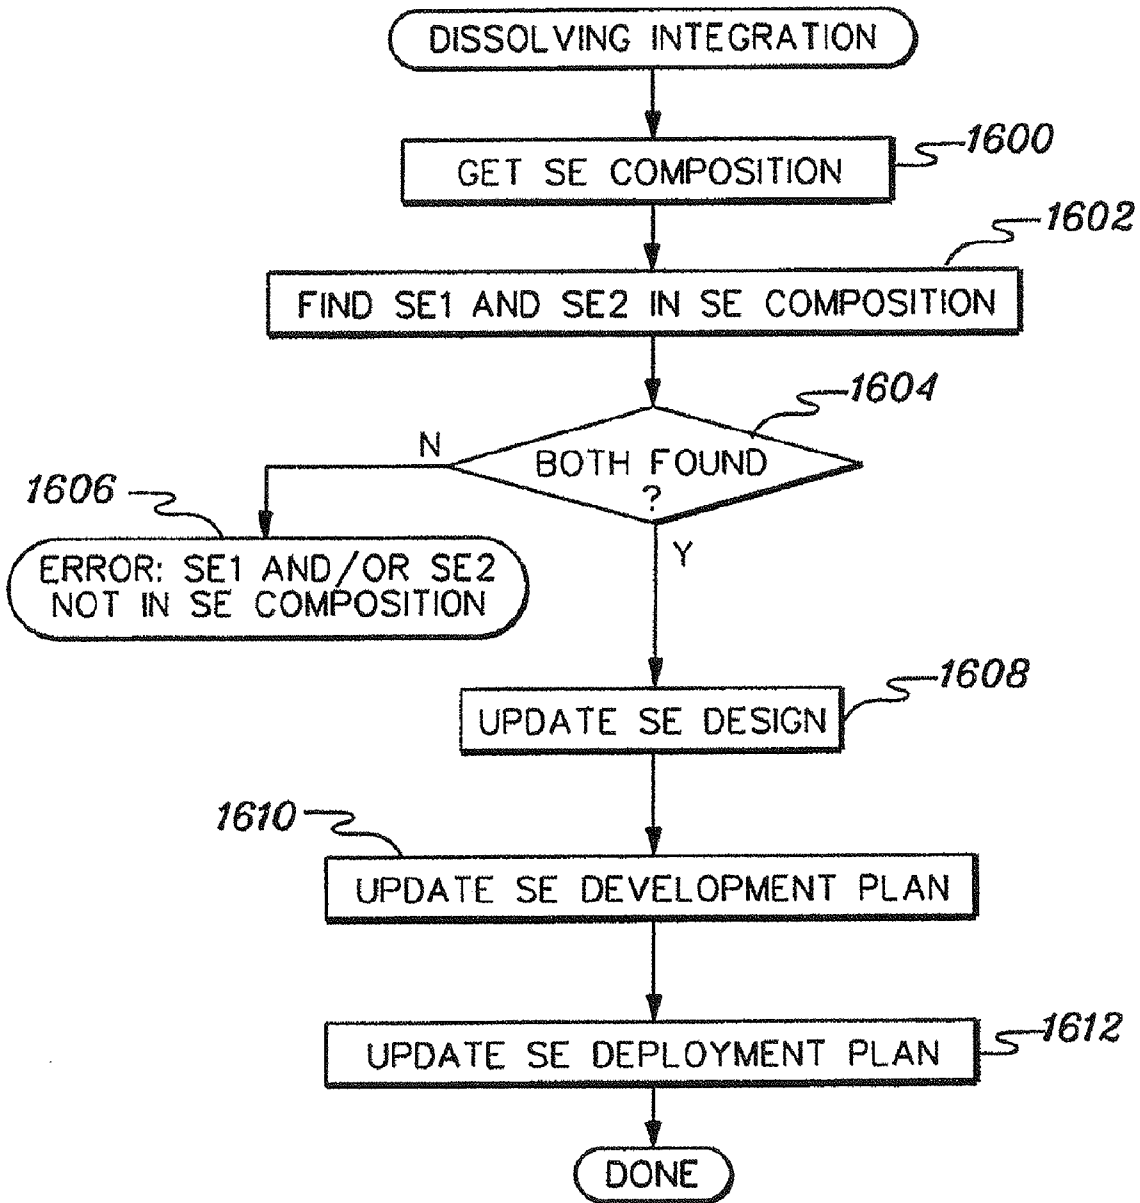 DISSOLVING INTEGRATION
1600
GET SE COMPOSITION
1602
FIND SE1 AND SE2 IN SE COMPOSITION
1604
BOTH FOUND
?
N
Y
1606
ERROR: SE1 AND/OR SE2
NOT IN SE COMPOSITION
1608
UPDATE SE DESIGN
1610
UPDATE SE DEVELOPMENT PLAN
1612
UPDATE SE DEPLOYMENT PLAN
DONE